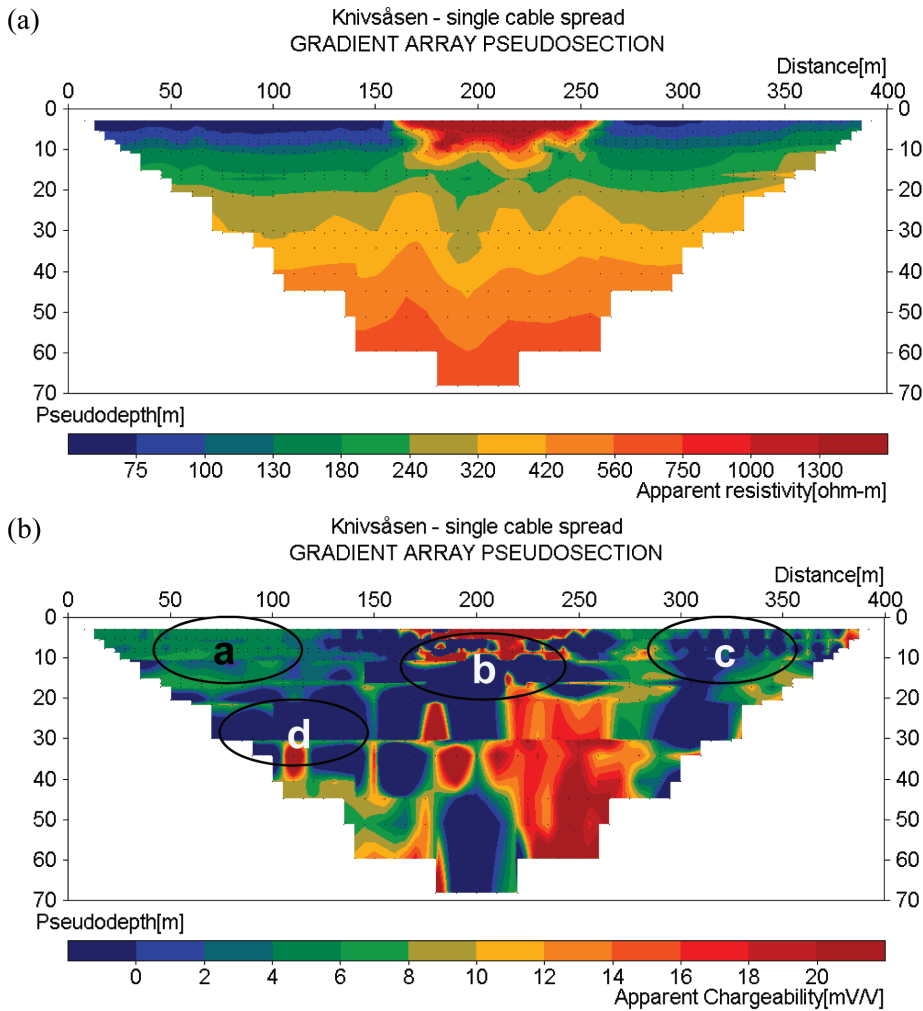 (a)
Knivsåsen - single cable spread
GRADIENT ARRAY PSEUDOSECTION
Distance[m]
0 50 100 150 200 250 300 350 400
0 0
10 10
20 20
30 30
40 40
50 50
60 60
70 70
Pseudodepth[m]
75 100 130 180 240 320 420 560 750 1000 1300
Apparent resistivity[ohm-m]
(b)
Knivsåsen - single cable spread
GRADIENT ARRAY PSEUDOSECTION
Distance[m]
0 50 100 150 200 250 300 350 400
0 0
10 a b c 10
20 20
30 d 30
40 40
50 50
60 60
70 70
Pseudodepth[m]
0 2 4 6 8 10 12 14 16 18 20
Apparent Chargeability[mV/V]